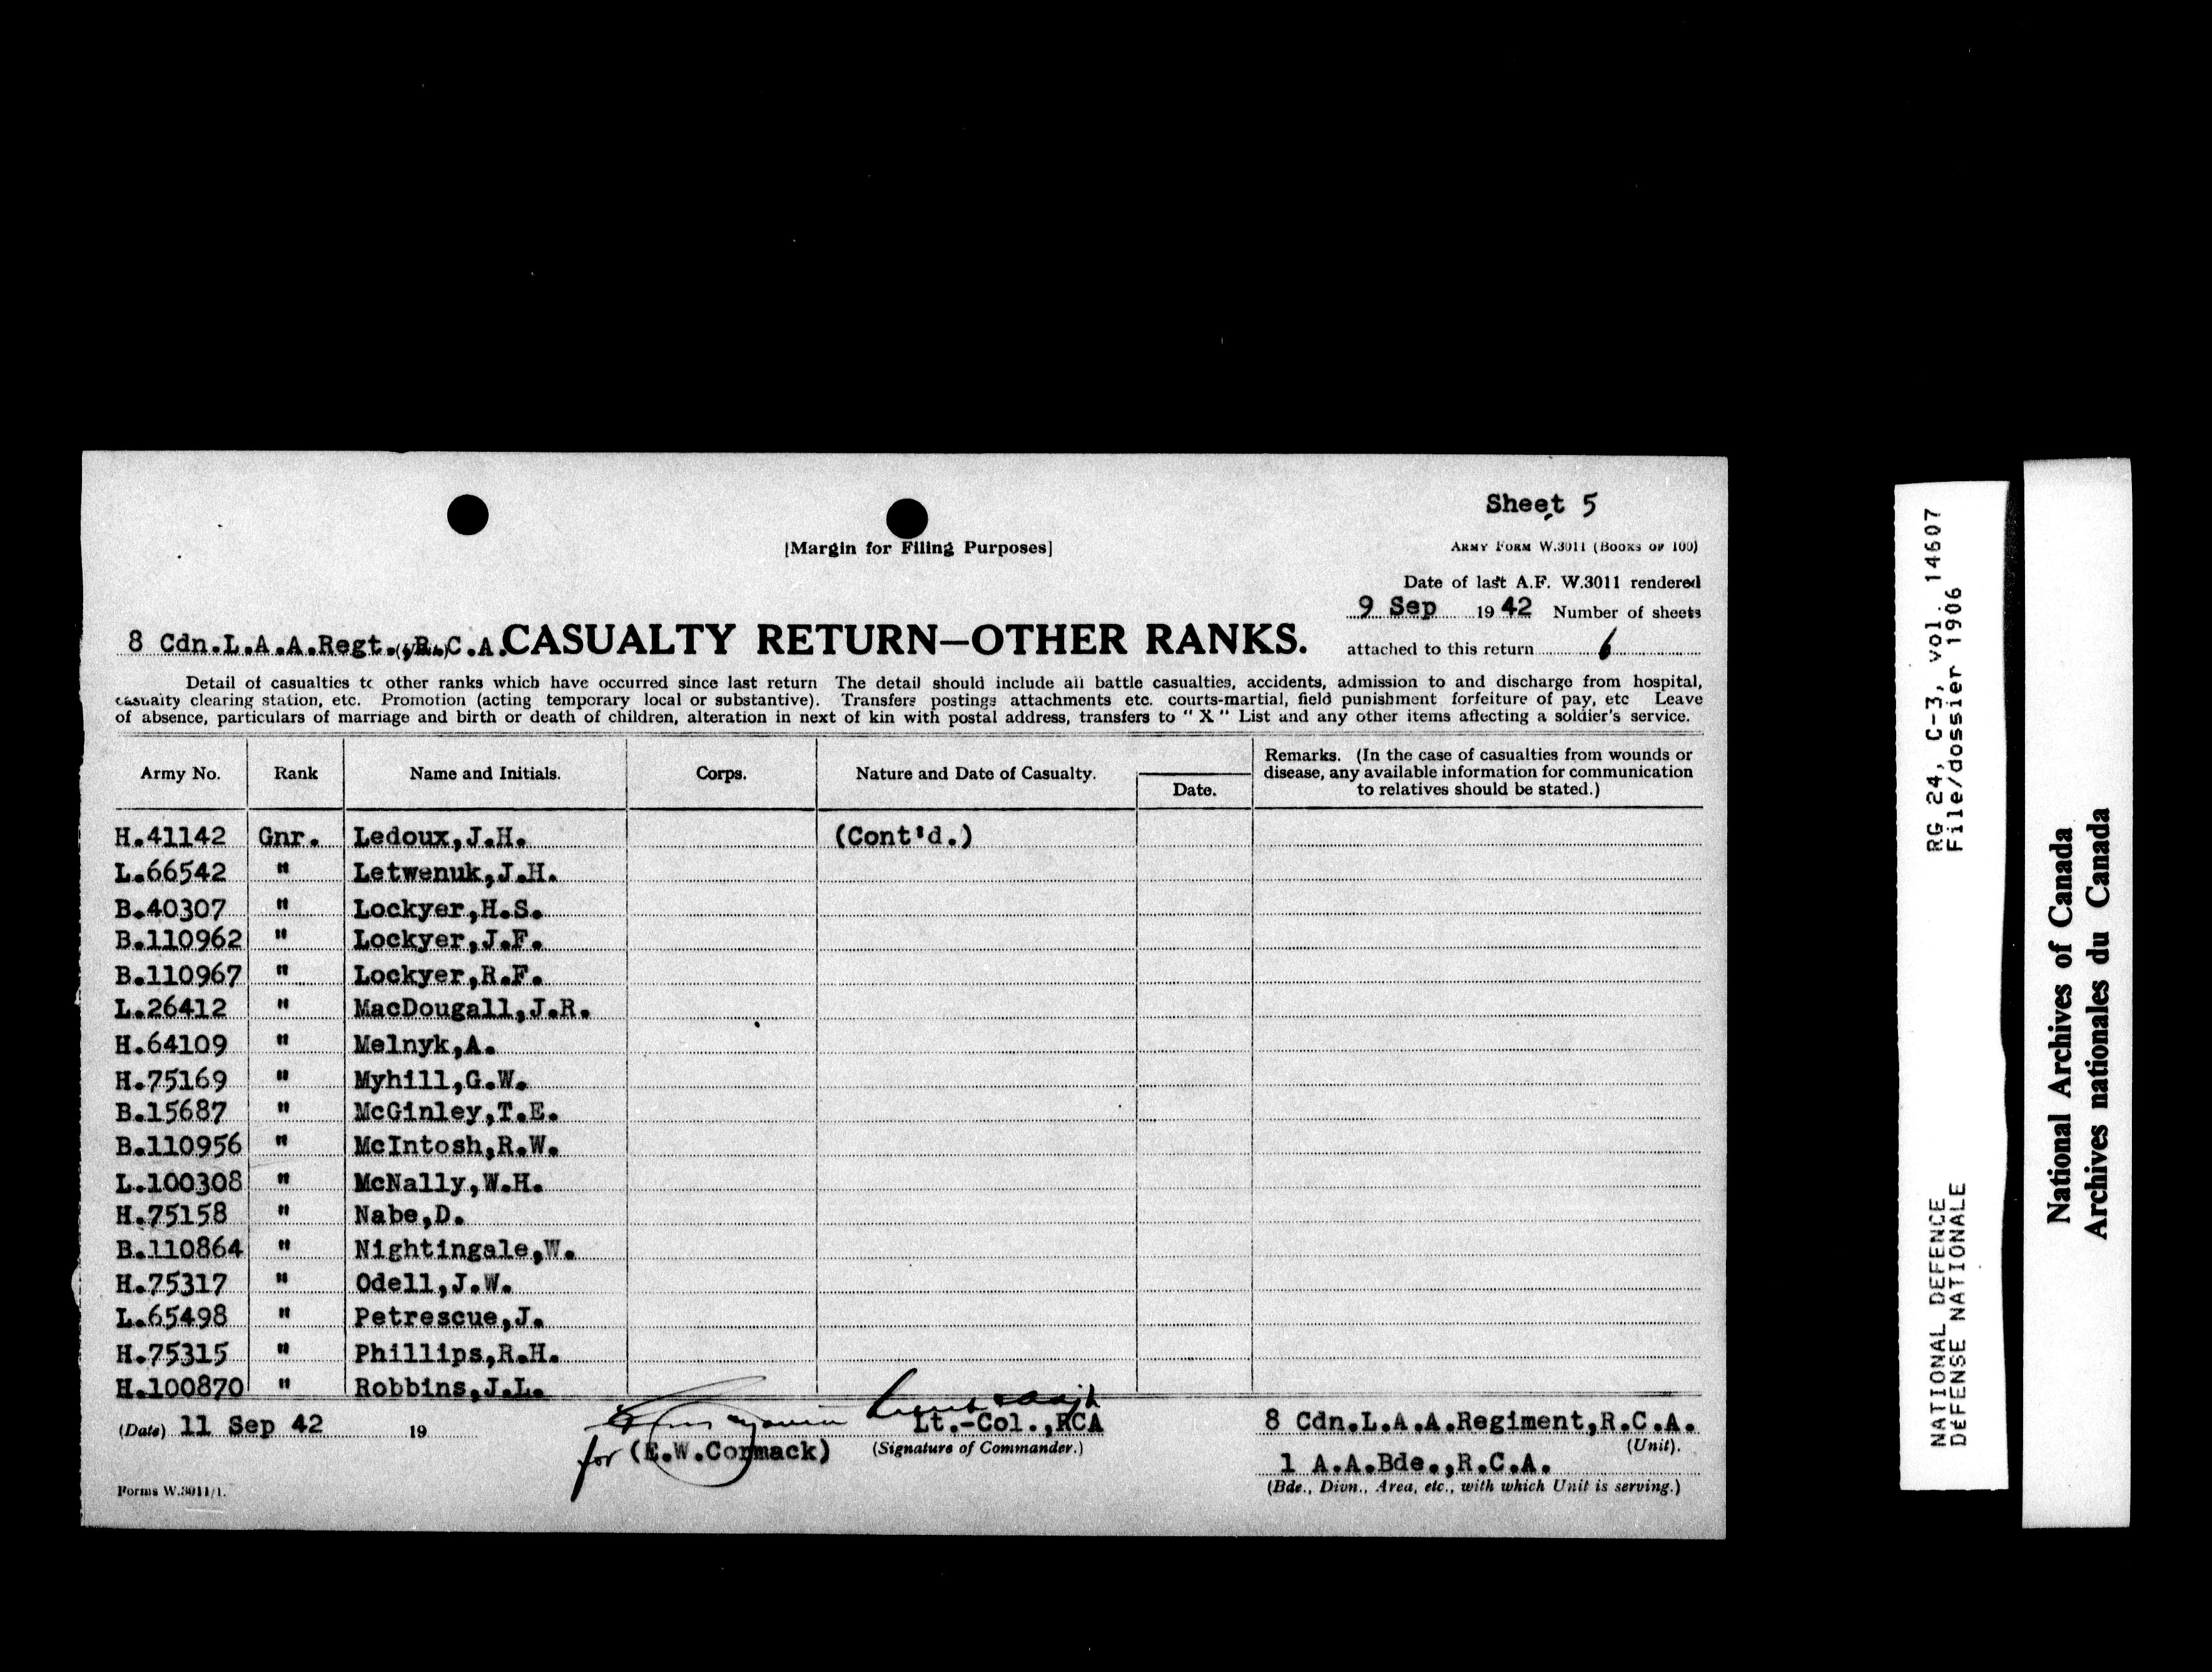 Sheet 5
[Margin for Filing Purposes]
ARMY FORM W.3011 (BOOKS OF 100)
Date of last A.F. W.3011 rendered
9 Sep 19 42 Number of sheets
attached to this return 6
8 Cdn.L.A.A.Regt.,R.C.A. CASUALTY RETURN—OTHER RANKS.
Detail of casualties to other ranks which have occurred since last return The detail should include all battle casualties, accidents, admission to and discharge from hospital,
casualty clearing station, etc. Promotion (acting temporary local or substantive). Transfers postings attachments etc. courts-martial, field punishment forfeiture of pay, etc Leave
of absence, particulars of marriage and birth or death of children, alteration in next of kin with postal address, transfers to "X" List and any other items affecting a soldier's service.
Army No. Rank Name and Initials. Corps. Nature and Date of Casualty. Date. Remarks. (In the case of casualties from wounds or
disease, any available information for communication
to relatives should be stated.)
H.41142 Gnr. Ledoux,J.H. (Cont'd.)
L.66542 " Letwenuk,J.H.
B.40307 " Lockyer,H.S.
B.110962 " Lockyer,J.F.
B.110967 " Lockyer,R.F.
L.26412 " MacDougall,J.R.
H.64109 " Melnyk,A.
H.75169 " Myhill,G.W.
B.15687 " McGinley,T.E.
B.110956 " McIntosh,R.W.
L.100308 " McNally,W.H.
H.75158 " Nabe,D.
B.110864 " Nightingale,W.
H.75317 " Odell,J.W.
L.65498 " Petrescue,J.
H.75315 " Phillips,R.H.
H.100870 " Robbins,J.L.
(Date) 11 Sep 42 19
Lt.-Col.,RCA
for (E.W.Cormack) (Signature of Commander.)
8 Cdn.L.A.A.Regiment,R.C.A.
(Unit).
1 A.A.Bde.,R.C.A.
(Bde., Divn., Area, etc., with which Unit is serving.)
Forms W.3011/1.
NATIONAL DEFENCE RG 24, C-3, vol. 14607
DÉFENSE NATIONALE File/dossier 1906
National Archives of Canada
Archives nationales du Canada